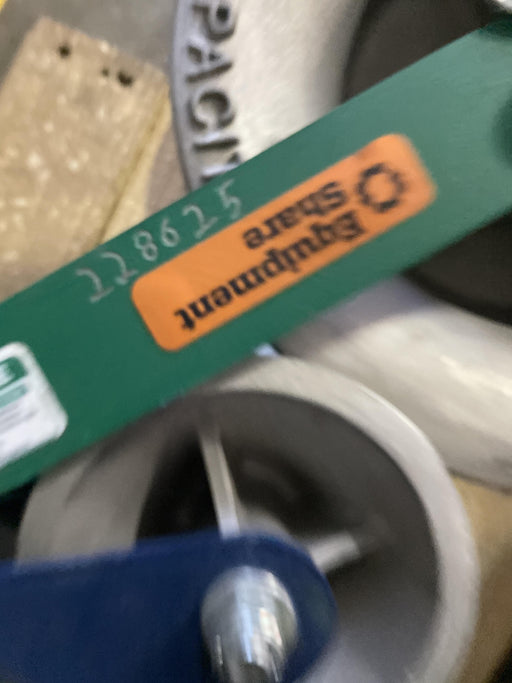 PACI
228625
Equipment
Share
E